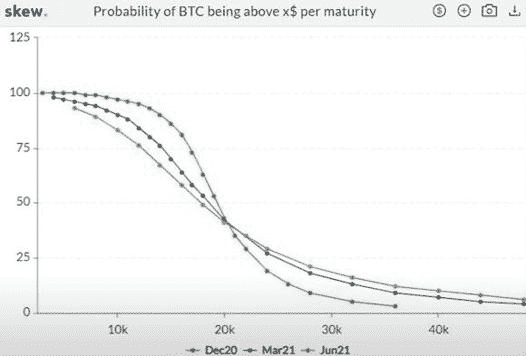 skew.
Probability of BTC being above x$ per maturity
125
100
75
50
25
0
10k 20k 30k 40k
Dec20 Mar21 Jun21